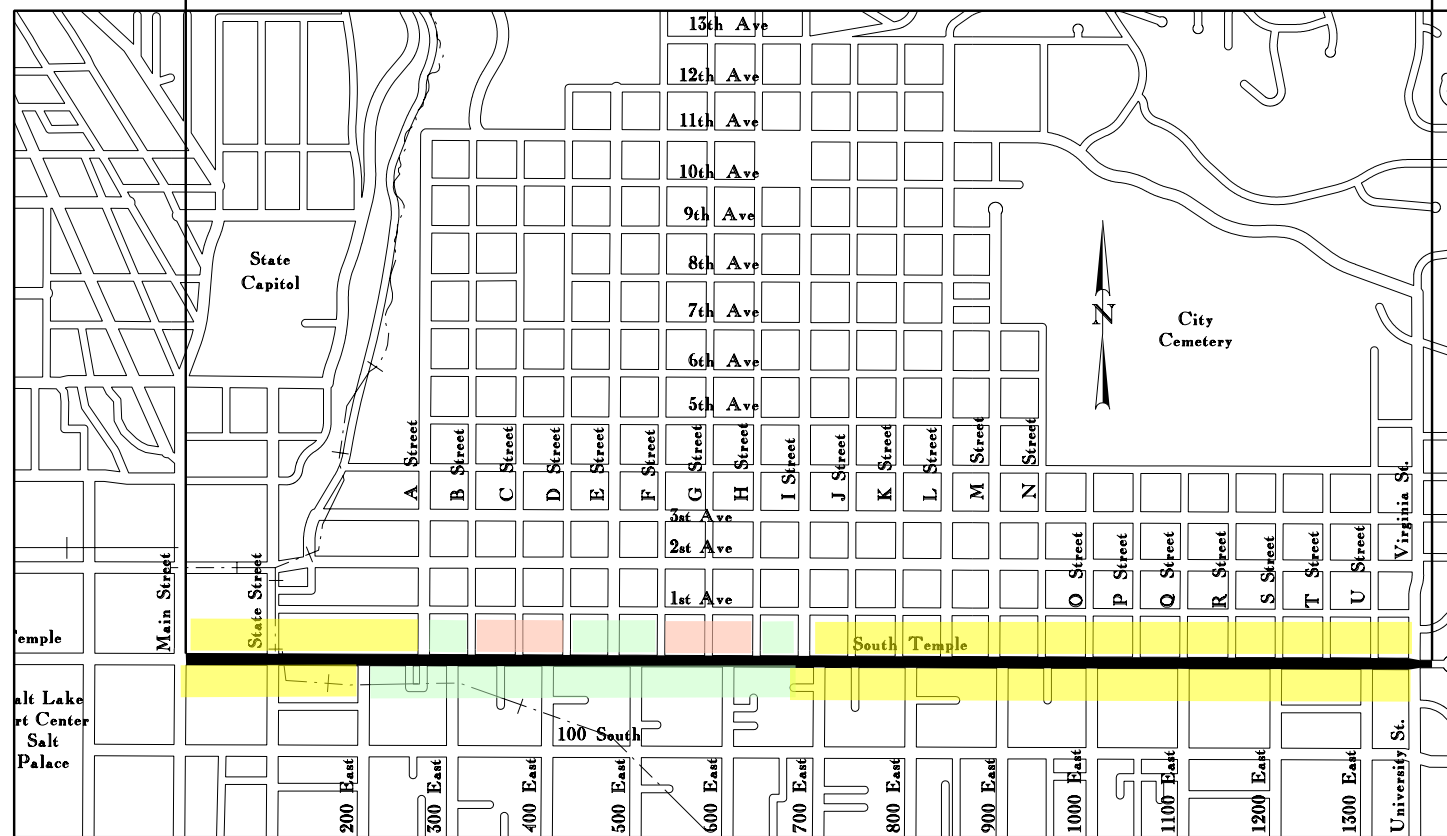 13th Ave
12th Ave
11th Ave
10th Ave
9th Ave
8th Ave
7th Ave
6th Ave
5th Ave
State
Capitol
N
City
Cemetery
A Street
B Street
C Street
D Street
E Street
F Street
G Street
H Street
I Street
J Street
K Street
L Street
M Street
N Street
3st Ave
2st Ave
1st Ave
O Street
P Street
Q Street
R Street
S Street
T Street
U Street
Virginia St.
Main Street
State Street
Temple
South Temple
alt Lake
rt Center
Salt
Palace
100 South
200 East
300 East
400 East
500 East
600 East
700 East
800 East
900 East
1000 East
1100 East
1200 East
1300 East
University St.